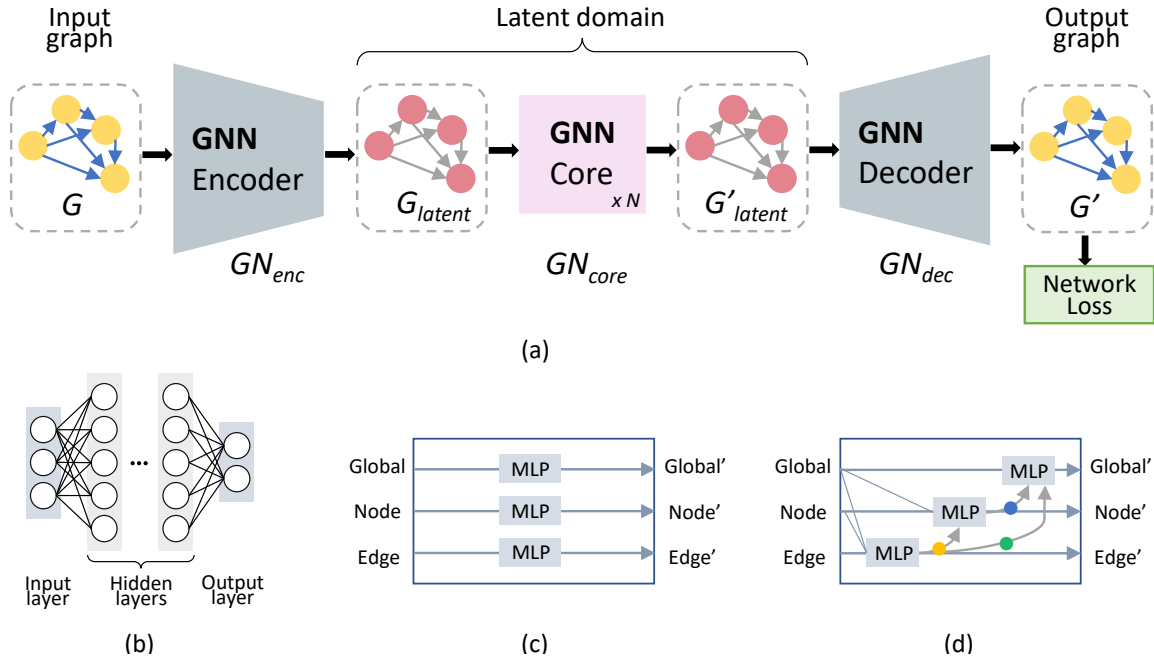 Input
graph
Latent domain
Output
graph
G
GNN
Encoder
G_latent
GNN
Core
x N
G'_latent
GNN
Decoder
G'
GN_enc
GN_core
GN_dec
Network
Loss
(a)
...
Input
layer
Hidden
layers
Output
layer
(b)
Global MLP Global’
Node MLP Node’
Edge MLP Edge’
(c)
Global MLP Global’
Node MLP Node’
Edge MLP Edge’
(d)